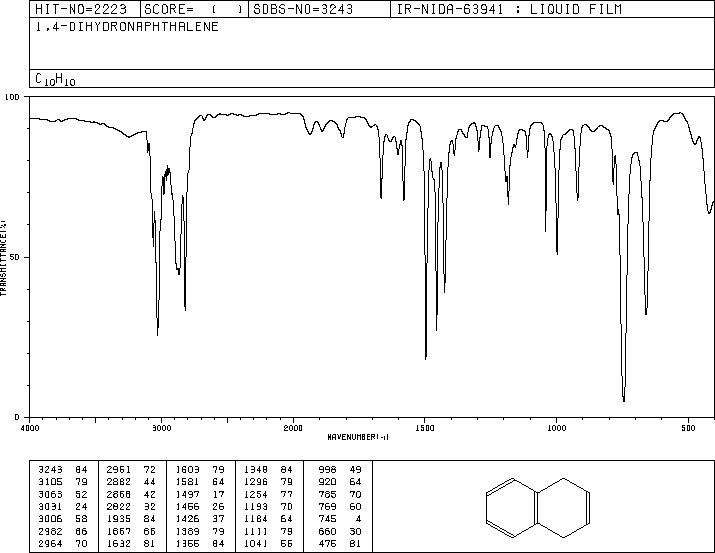 HIT-NO=2223 SCORE= ( ) SDBS-NO=3243 IR-NIDA-63941 : LIQUID FILM
1,4-DIHYDRONAPHTHALENE
C10H10
100
50
0
TRANSMITTANCE(%)
4000 3000 2000 1500 1000 500
WAVENUMBER(-1)
3243 84 2951 72 1603 79 1348 84 998 49
3105 79 2882 44 1581 64 1296 79 920 64
3063 52 2868 42 1497 17 1254 77 785 70
3031 24 2822 32 1456 26 1193 70 769 60
3006 58 1935 84 1426 37 1184 64 745 4
2982 66 1667 66 1389 79 1111 79 660 30
2964 70 1632 81 1355 84 1041 55 475 81